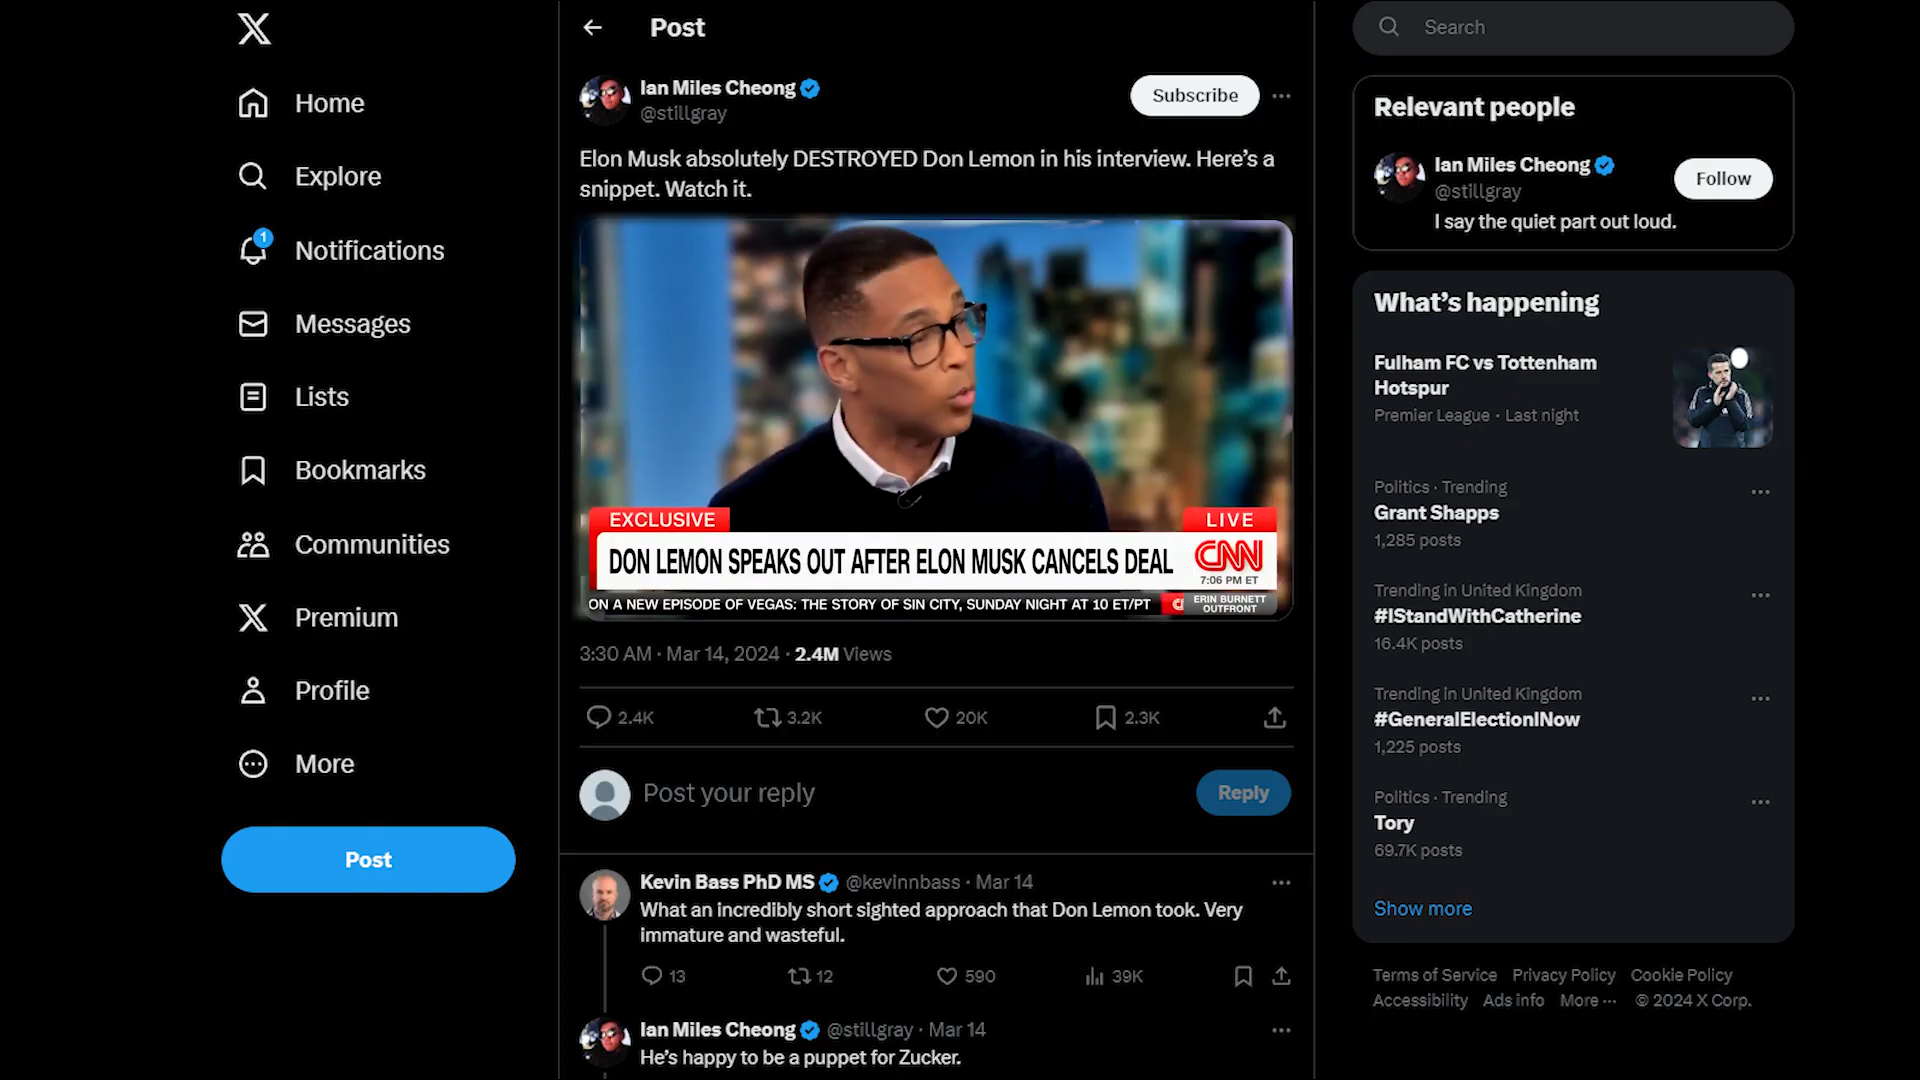 X
Home
Explore
1
Notifications
Messages
Lists
Bookmarks
Communities
Premium
Profile
More
Post
Post
Ian Miles Cheong
@stillgray
Subscribe
Elon Musk absolutely DESTROYED Don Lemon in his interview. Here's a
snippet. Watch it.
EXCLUSIVE
LIVE
DON LEMON SPEAKS OUT AFTER ELON MUSK CANCELS DEAL
CNN
7:06 PM ET
ON A NEW EPISODE OF VEGAS: THE STORY OF SIN CITY, SUNDAY NIGHT AT 10 ET/PT
ERIN BURNETT
OUTFRONT
3:30 AM · Mar 14, 2024 · 2.4M Views
2.4K 3.2K 20K 2.3K
Post your reply
Reply
Kevin Bass PhD MS @kevinnbass · Mar 14
What an incredibly short sighted approach that Don Lemon took. Very
immature and wasteful.
13 12 590 39K
Ian Miles Cheong @stillgray · Mar 14
He's happy to be a puppet for Zucker.
Search
Relevant people
Ian Miles Cheong
@stillgray
Follow
I say the quiet part out loud.
What's happening
Fulham FC vs Tottenham
Hotspur
Premier League · Last night
Politics · Trending
Grant Shapps
1,285 posts
Trending in United Kingdom
#IStandWithCatherine
16.4K posts
Trending in United Kingdom
#GeneralElectionlNow
1,225 posts
Politics · Trending
Tory
69.7K posts
Show more
Terms of Service Privacy Policy Cookie Policy
Accessibility Ads info More ··· © 2024 X Corp.